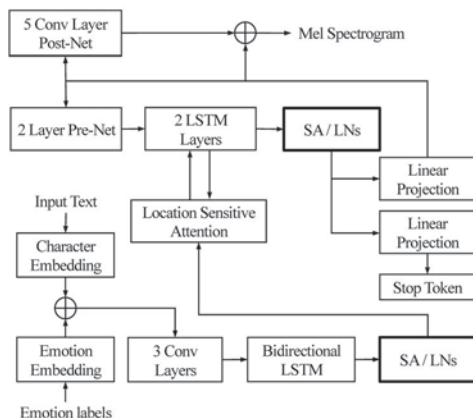 5 Conv Layer
Post-Net
Mel Spectrogram
2 Layer Pre-Net
2 LSTM
Layers
SA / LNs
Linear
Projection
Input Text
Location Sensitive
Attention
Linear
Projection
Character
Embedding
Stop Token
Emotion
Embedding
3 Conv
Layers
Bidirectional
LSTM
SA / LNs
Emotion labels